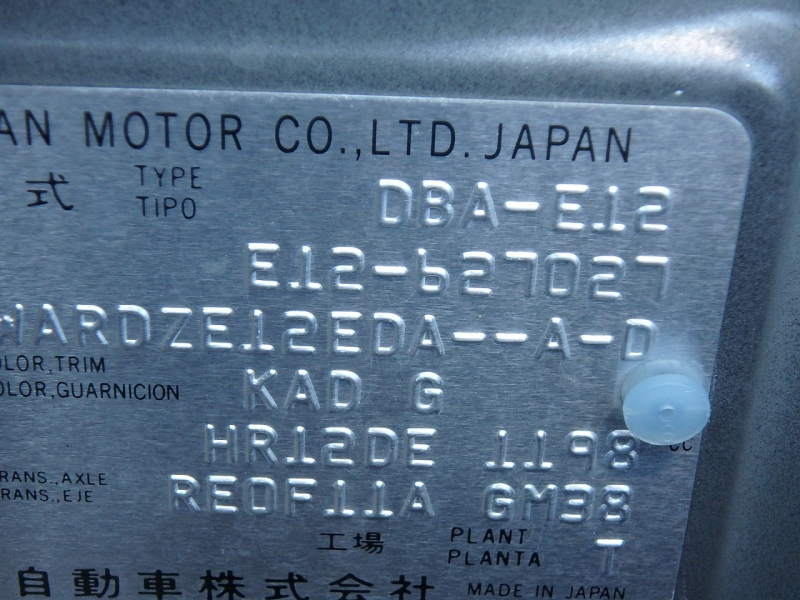 AN MOTOR CO.,LTD. JAPAN
式 TYPE DBA-E12
TIPO
E12-627027
WARDZE12EDA--A-D
OLOR,TRIM
OLOR,GUARNICION
KAD G
HR12DE 1198 CC
RANS.,AXLE
RANS.,EJE
RE0F11A GM38
工場 PLANT
PLANTA T
自動車株式会社 MADE IN JAPAN